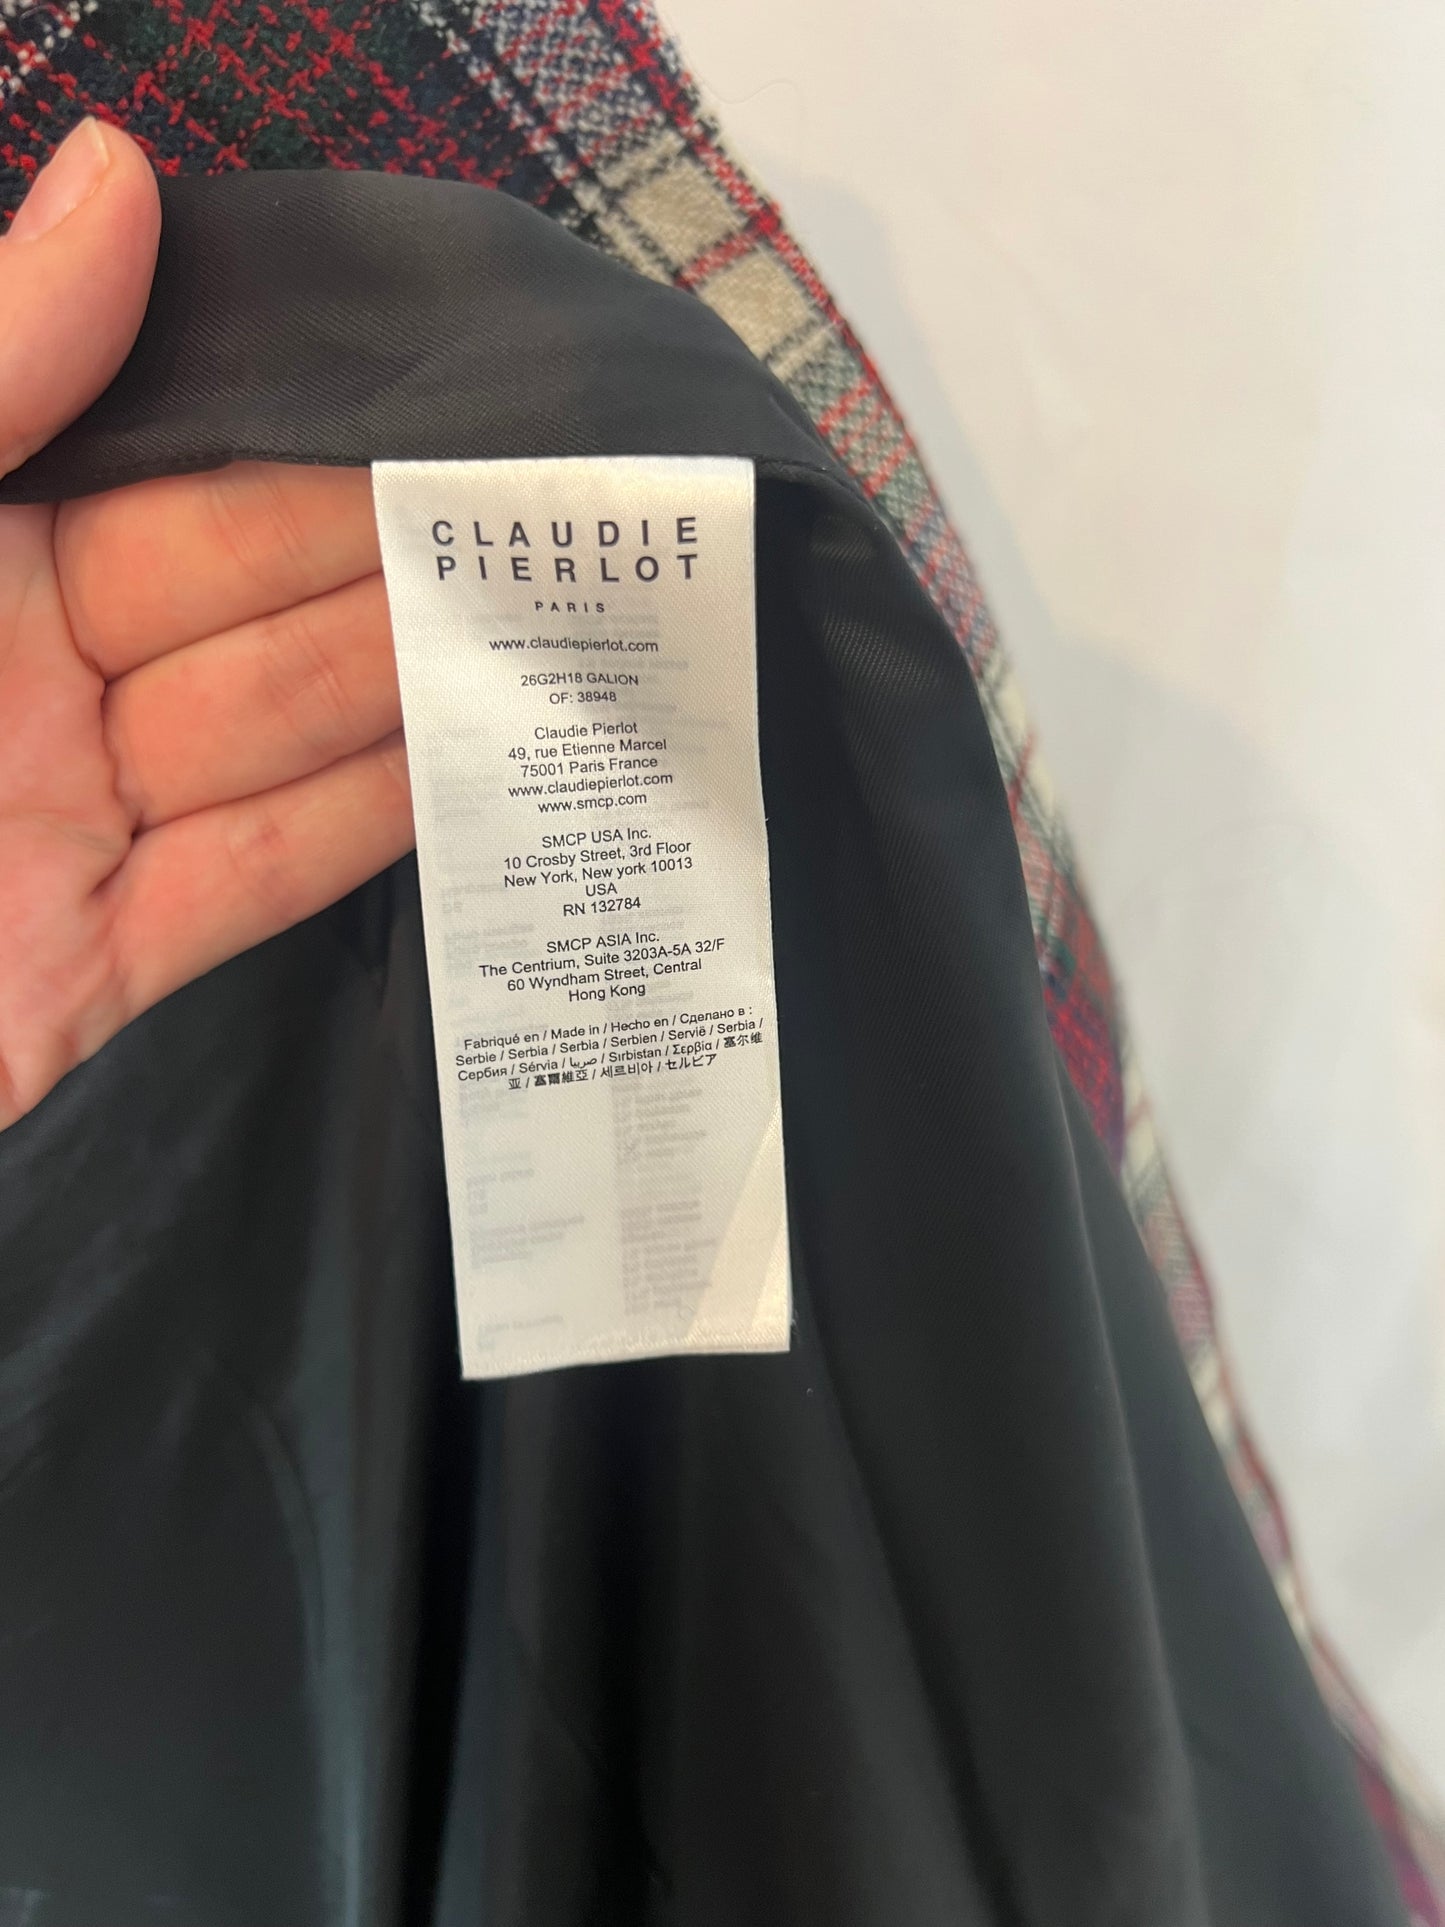 CLAUDIE
PIERLOT
PARIS
www.claudiepierlot.com
26G2H18 GALION
OF: 38948
Claudie Pierlot
49, rue Etienne Marcel
75001 Paris France
www.claudiepierlot.com
www.smcp.com
SMCP USA Inc.
10 Crosby Street, 3rd Floor
New York, New york 10013
USA
RN 132784
SMCP ASIA Inc.
The Centrium, Suite 3203A-5A 32/F
60 Wyndham Street, Central
Hong Kong
Fabriqué en / Made in / Hecho en / Сделано в :
Serbie / Serbia / Serbia / Serbien / Servië / Serbia /
Сербия / Sérvia / صربيا / Sırbistan / Σερβία / 塞尔维
亚 / 塞爾維亞 / 세르비아 / セルビア